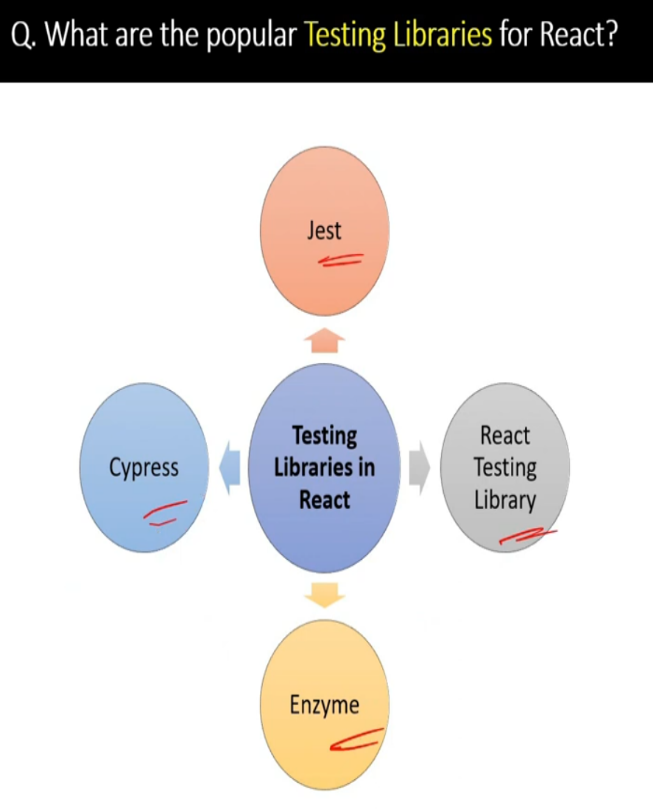 Q. What are the popular Testing Libraries for React?
Jest
Cypress
Testing
Libraries in
React
React
Testing
Library
Enzyme